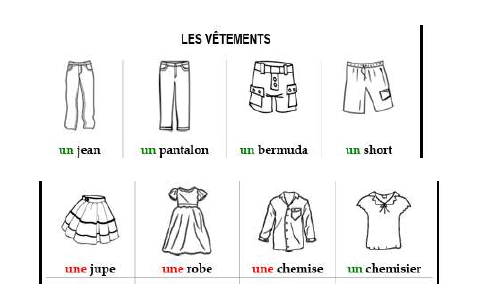 LES VÊTEMENTS
un jean un pantalon un bermuda un short
une jupe une robe une chemise un chemisier